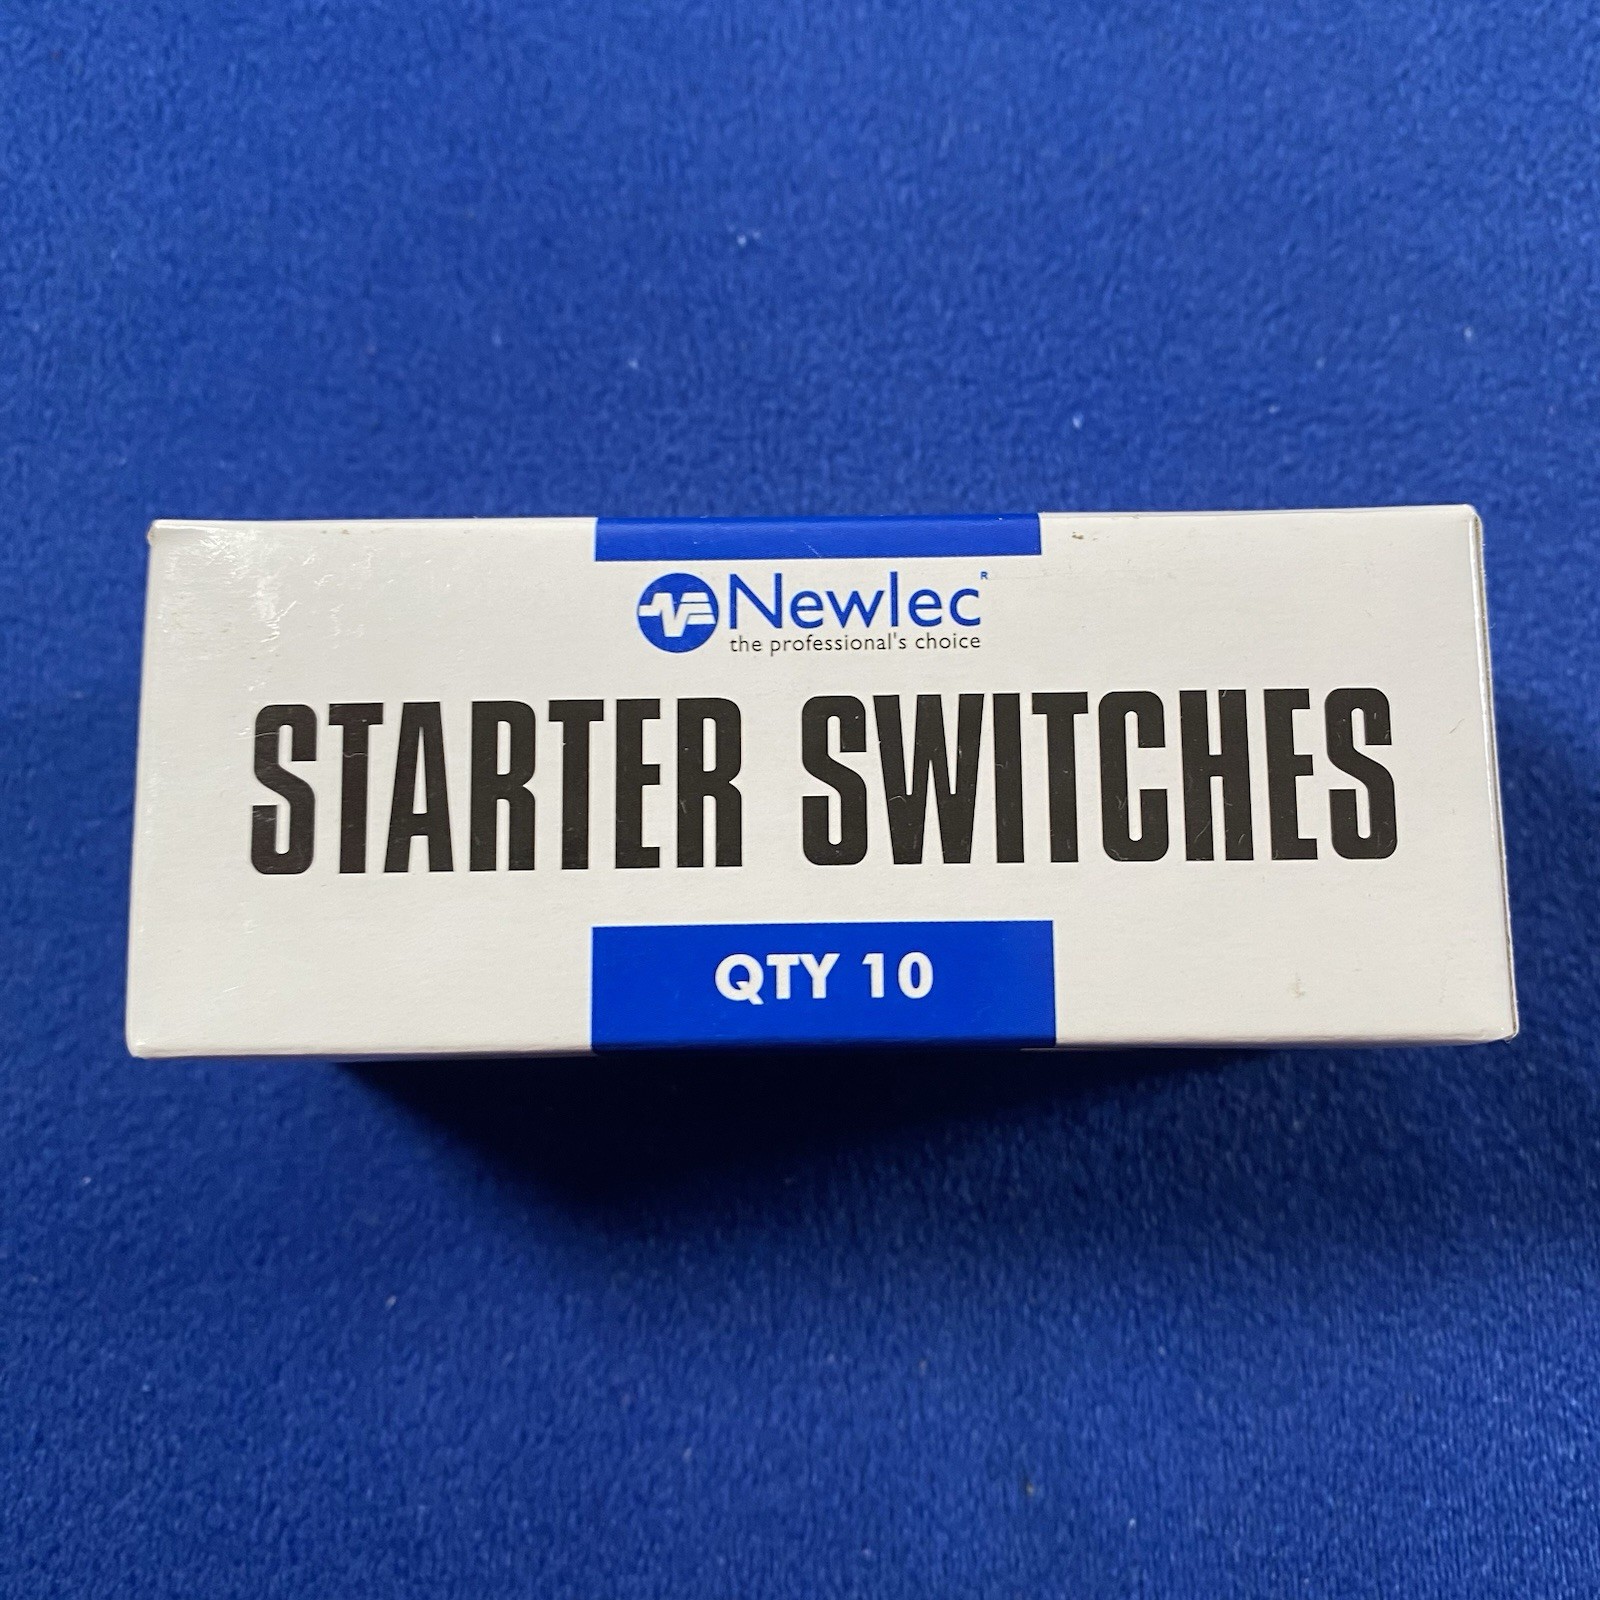 Newlec R
the professional's choice
STARTER SWITCHES
QTY 10